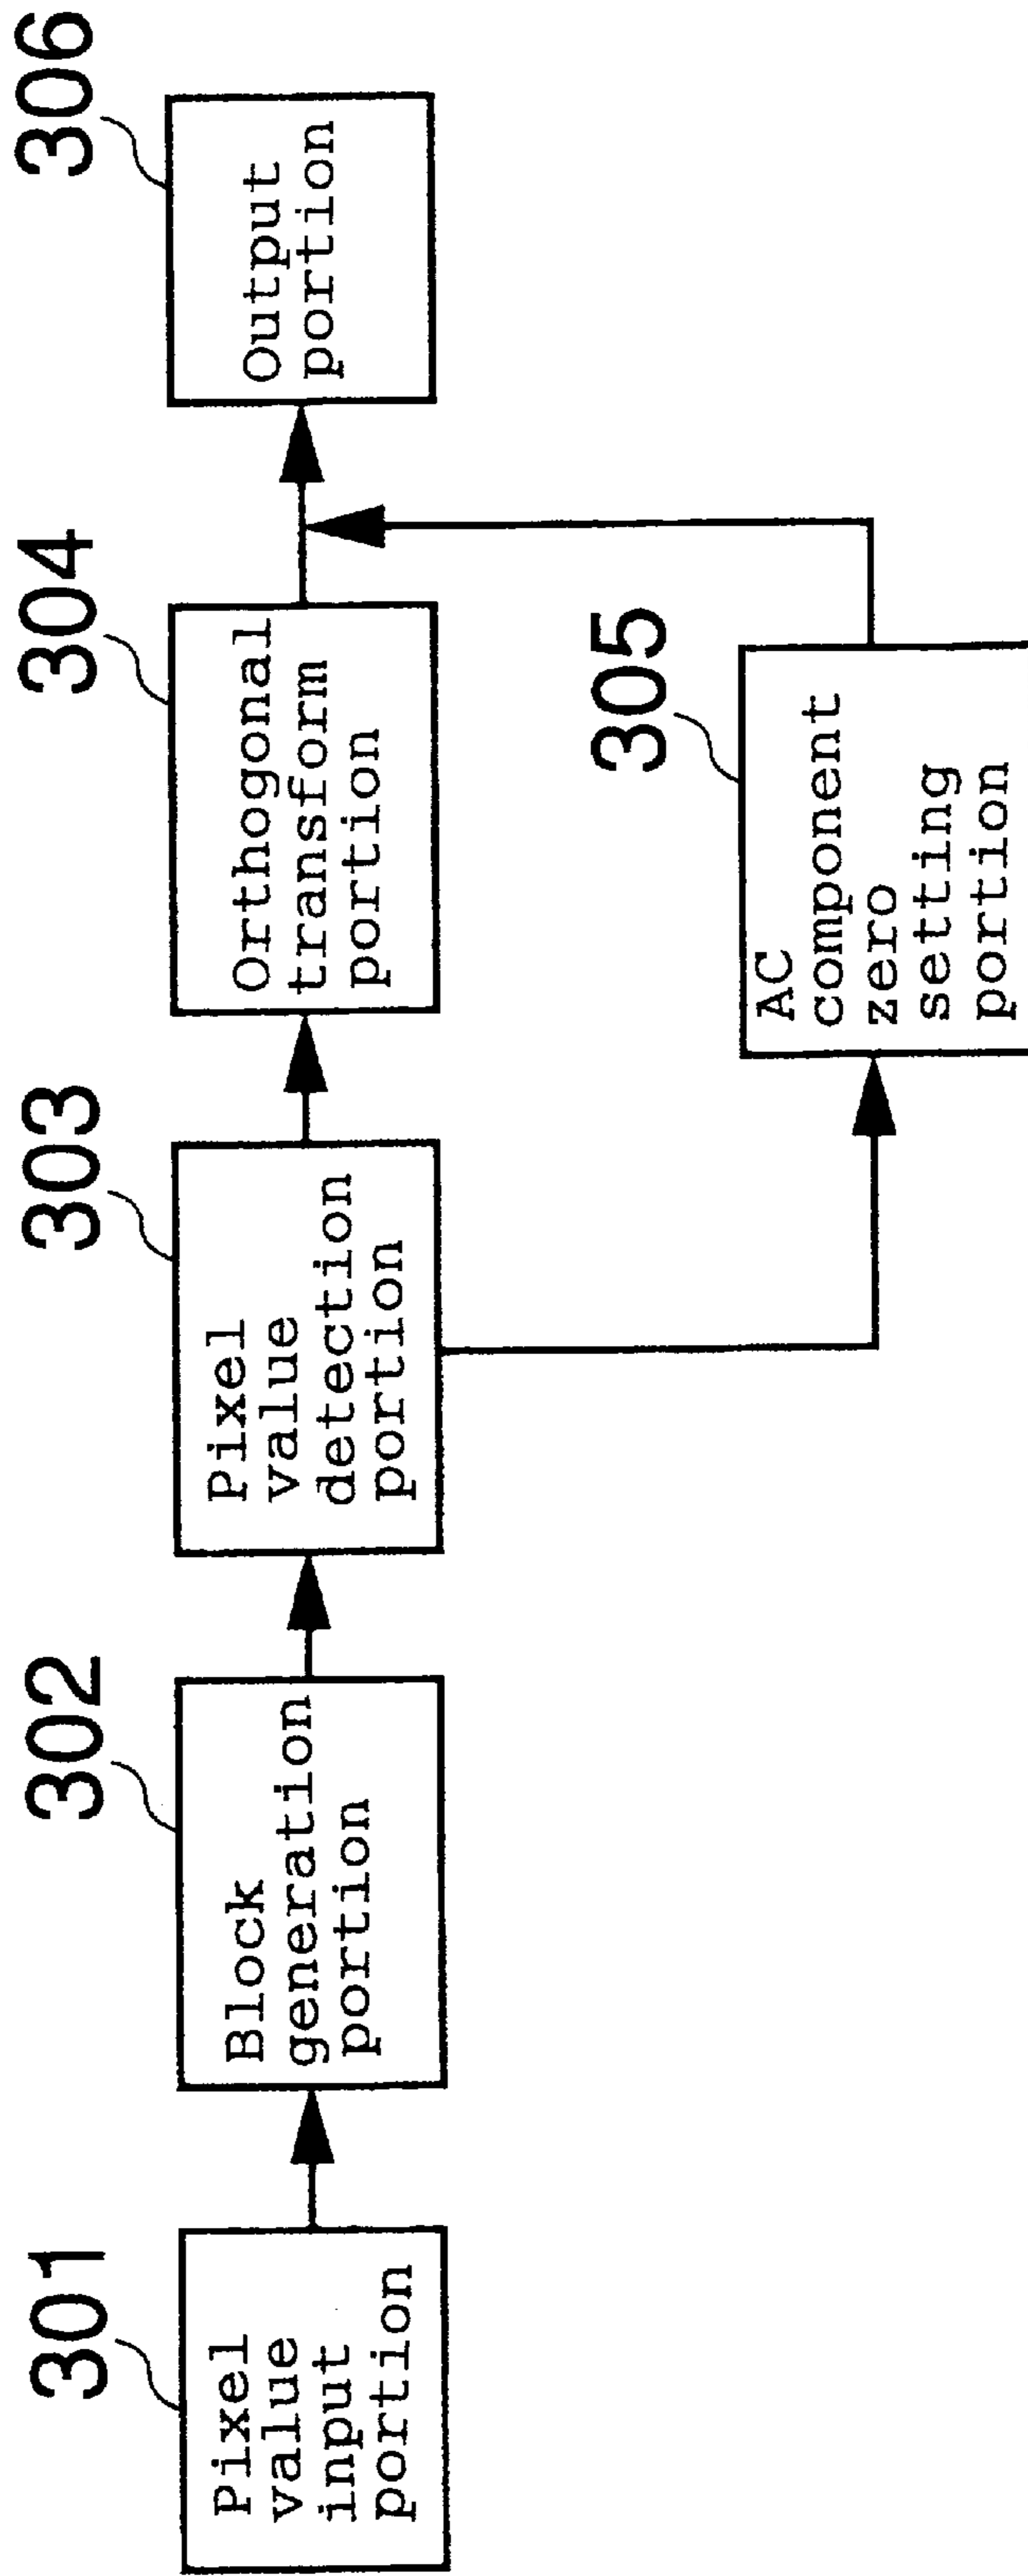 301
Pixel
value
input
portion
302
Block
generation
portion
303
Pixel
value
detection
portion
304
Orthogonal
transform
portion
305
AC
component
zero
setting
portion
306
Output
portion